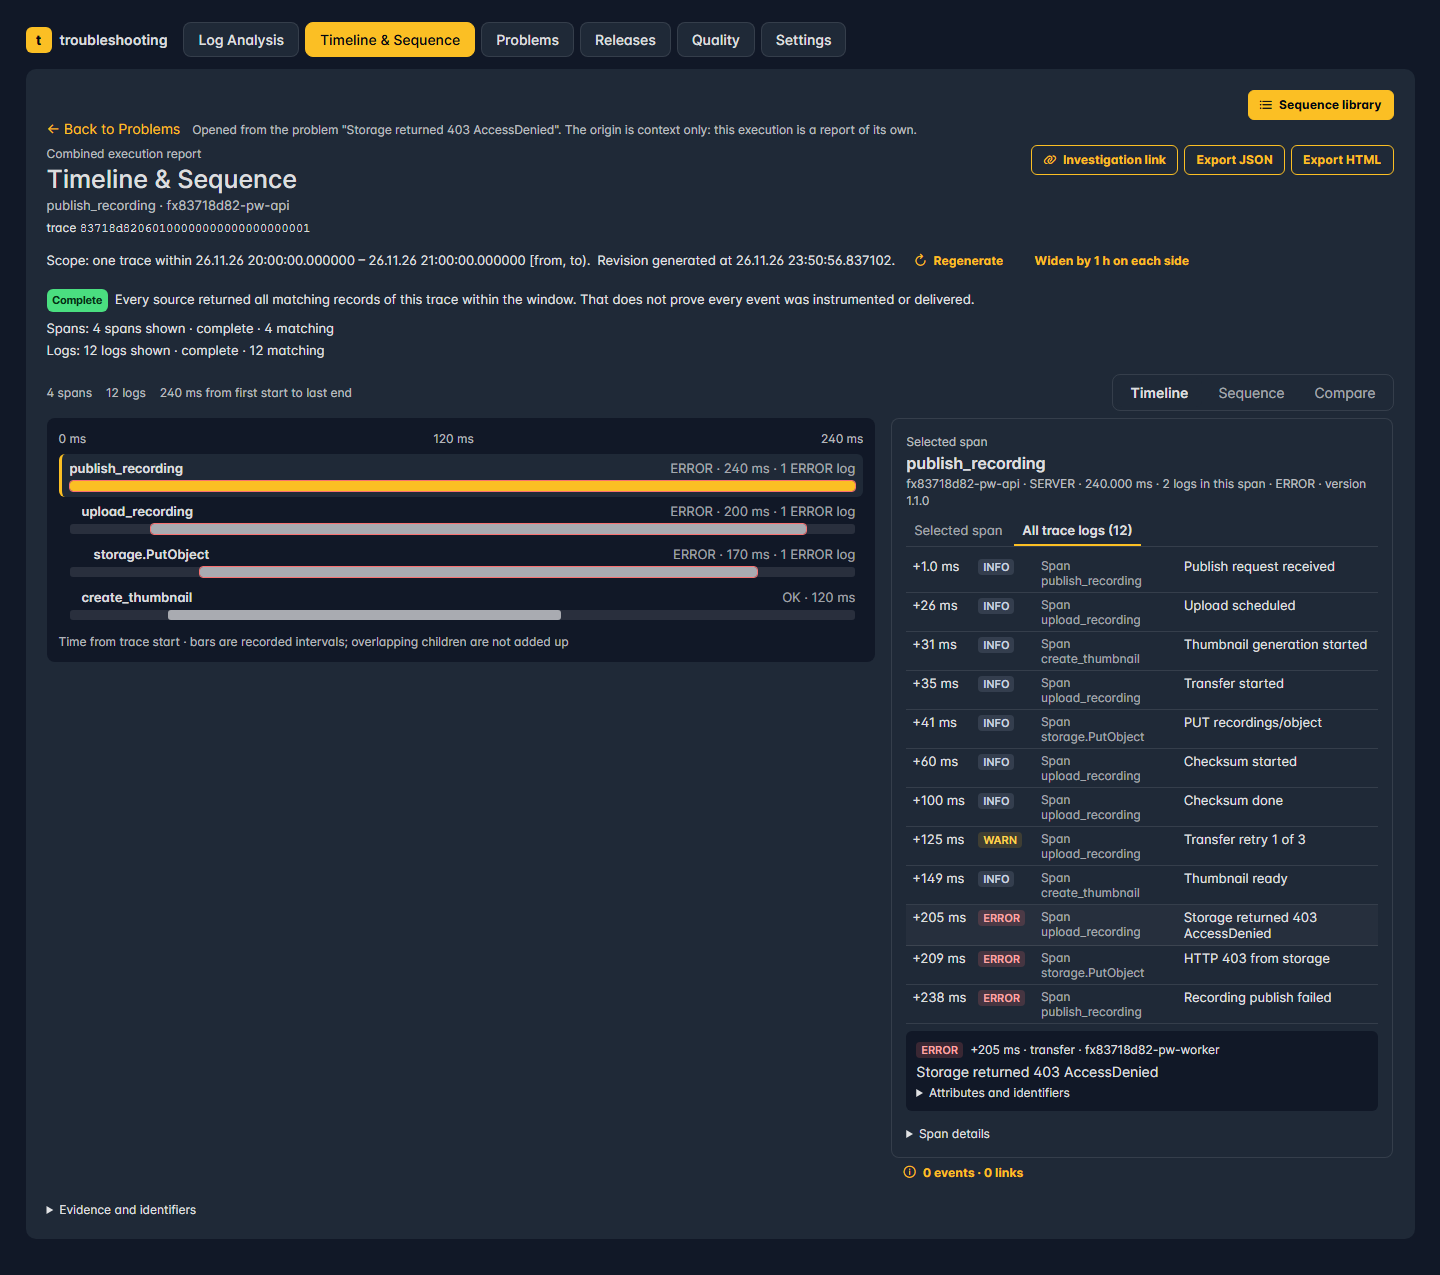 t troubleshooting Log Analysis Timeline & Sequence Problems Releases Quality Settings
Sequence library
← Back to Problems Opened from the problem "Storage returned 403 AccessDenied". The origin is context only: this execution is a report of its own.
Combined execution report
Investigation link Export JSON Export HTML
Timeline & Sequence
publish_recording · fx83718d82-pw-api
trace 83718d82060100000000000000000001
Scope: one trace within 26.11.26 20:00:00.000000 – 26.11.26 21:00:00.000000 [from, to). Revision generated at 26.11.26 23:50:56.837102. Regenerate Widen by 1 h on each side
Complete Every source returned all matching records of this trace within the window. That does not prove every event was instrumented or delivered.
Spans: 4 spans shown · complete · 4 matching
Logs: 12 logs shown · complete · 12 matching
4 spans 12 logs 240 ms from first start to last end
Timeline Sequence Compare
0 ms 120 ms 240 ms
publish_recording ERROR · 240 ms · 1 ERROR log
upload_recording ERROR · 200 ms · 1 ERROR log
storage.PutObject ERROR · 170 ms · 1 ERROR log
create_thumbnail OK · 120 ms
Time from trace start · bars are recorded intervals; overlapping children are not added up
Selected span
publish_recording
fx83718d82-pw-api · SERVER · 240.000 ms · 2 logs in this span · ERROR · version
1.1.0
Selected span All trace logs (12)
+1.0 ms INFO Span Publish request received
publish_recording
+26 ms INFO Span Upload scheduled
upload_recording
+31 ms INFO Span Thumbnail generation started
create_thumbnail
+35 ms INFO Span Transfer started
upload_recording
+41 ms INFO Span PUT recordings/object
storage.PutObject
+60 ms INFO Span Checksum started
upload_recording
+100 ms INFO Span Checksum done
upload_recording
+125 ms WARN Span Transfer retry 1 of 3
upload_recording
+149 ms INFO Span Thumbnail ready
create_thumbnail
+205 ms ERROR Span Storage returned 403
upload_recording AccessDenied
+209 ms ERROR Span HTTP 403 from storage
storage.PutObject
+238 ms ERROR Span Recording publish failed
publish_recording
ERROR +205 ms · transfer · fx83718d82-pw-worker
Storage returned 403 AccessDenied
▶ Attributes and identifiers
▶ Span details
0 events · 0 links
▶ Evidence and identifiers